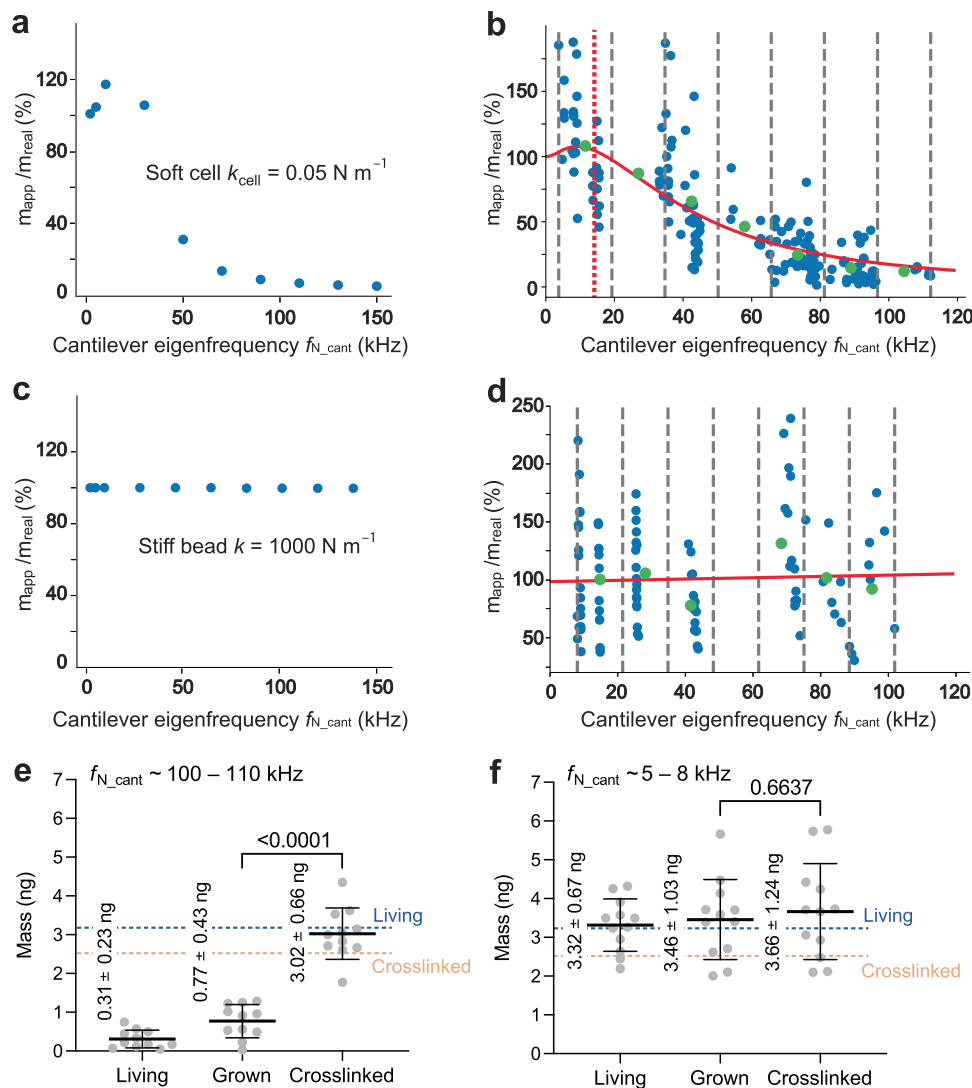 a
m_app /m_real (%)
120
80
40
0
Soft cell k_cell = 0.05 N m⁻¹
0
50
100
150
Cantilever eigenfrequency f_N_cant (kHz)
b
m_app /m_real (%)
150
100
50
0
0
20
40
60
80
100
120
Cantilever eigenfrequency f_N_cant (kHz)
c
m_app /m_real (%)
120
80
40
0
Stiff bead k = 1000 N m⁻¹
0
50
100
150
Cantilever eigenfrequency f_N_cant (kHz)
d
m_app /m_real (%)
250
200
150
100
50
0
20
40
60
80
100
120
Cantilever eigenfrequency f_N_cant (kHz)
e
f_N_cant ~ 100 – 110 kHz
Mass (ng)
7
6
5
4
3
2
1
0
<0.0001
0.31 ± 0.23 ng
0.77 ± 0.43 ng
3.02 ± 0.66 ng
Living
Crosslinked
Living
Grown
Crosslinked
f
f_N_cant ~ 5 – 8 kHz
Mass (ng)
7
6
5
4
3
2
1
0
0.6637
3.32 ± 0.67 ng
3.46 ± 1.03 ng
3.66 ± 1.24 ng
Living
Crosslinked
Living
Grown
Crosslinked